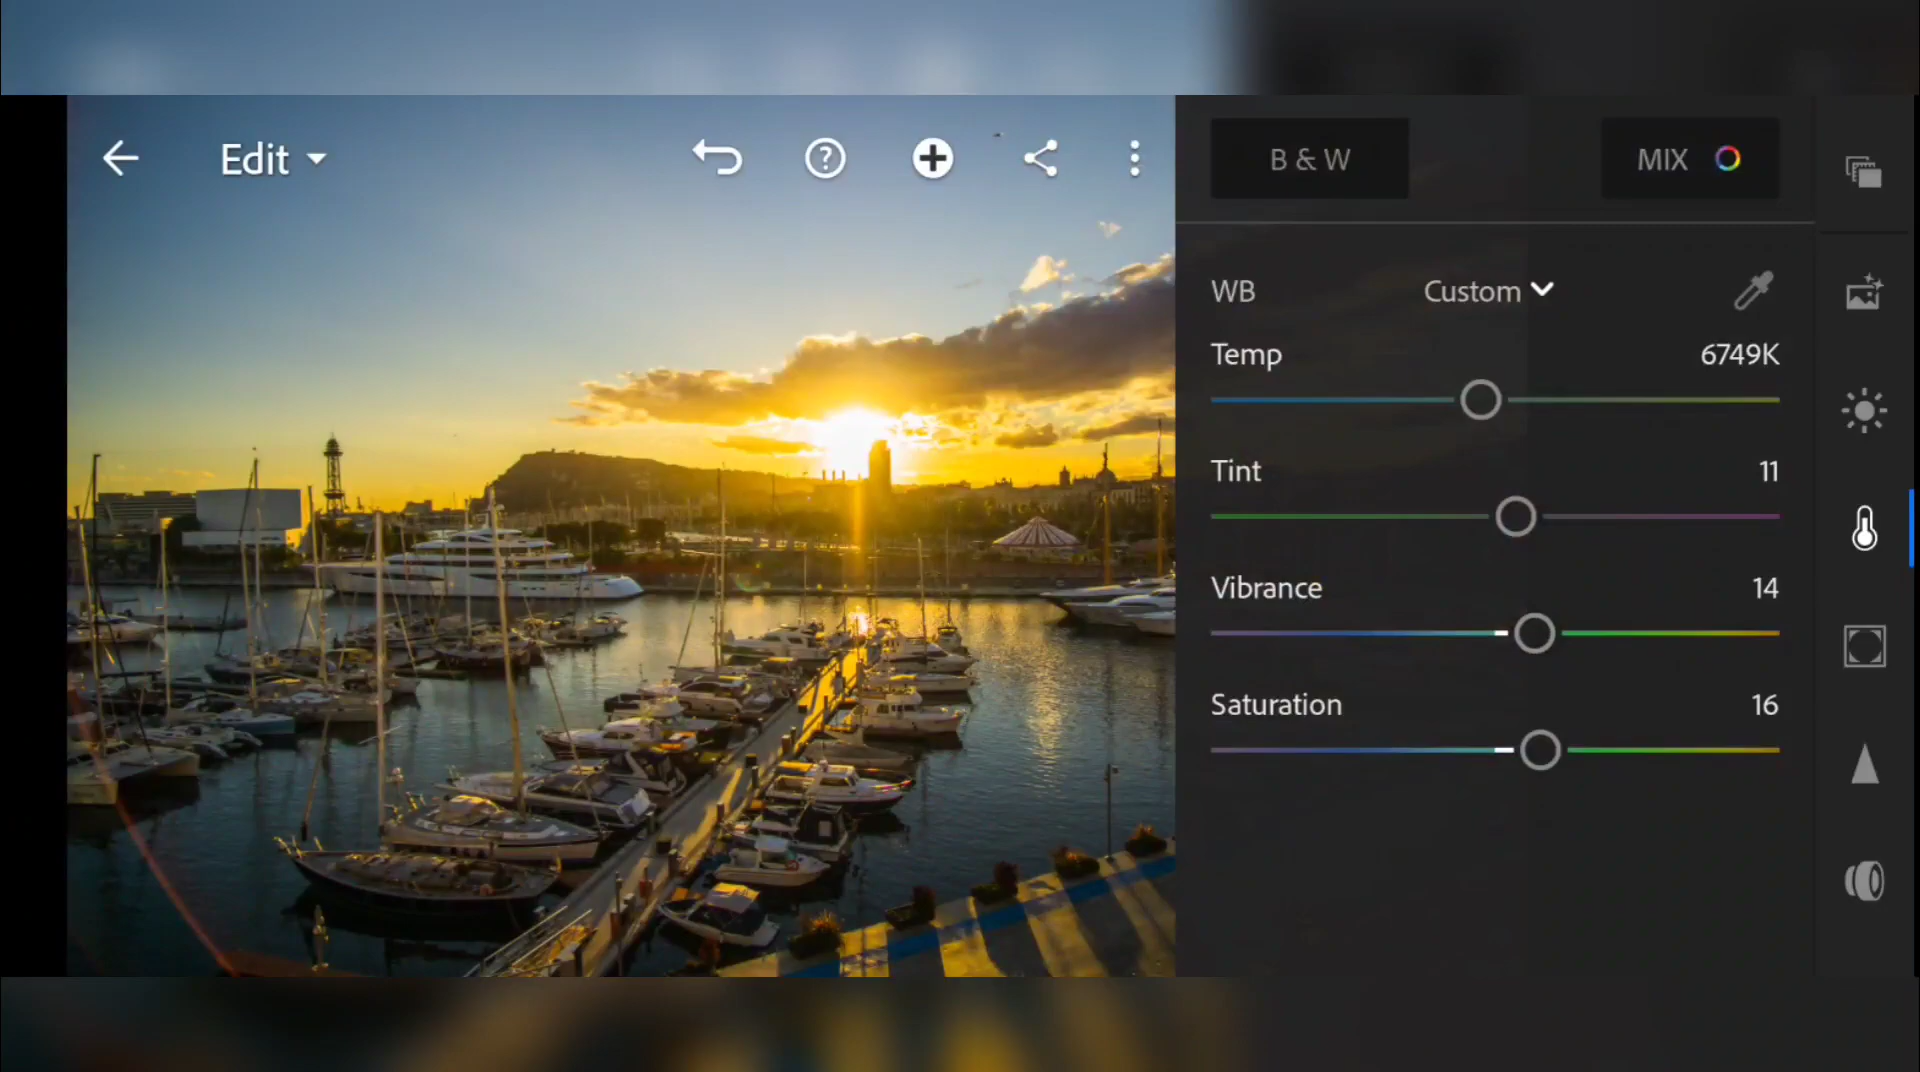 Edit
B & W
MIX
WB Custom
Temp 6749K
Tint 11
Vibrance 14
Saturation 16